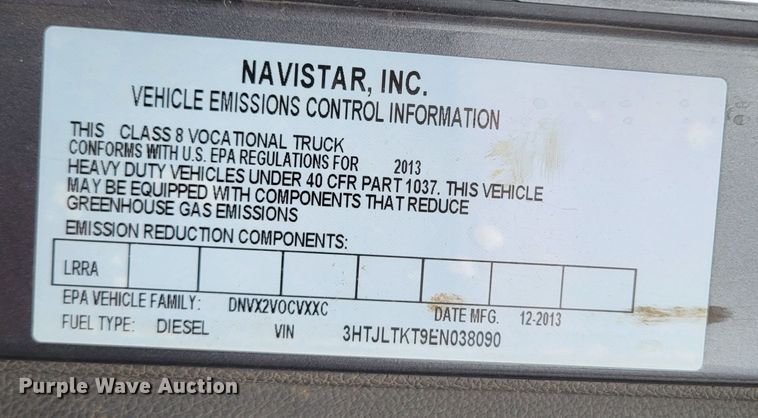 NAVISTAR, INC.
VEHICLE EMISSIONS CONTROL INFORMATION
THIS CLASS 8 VOCATIONAL TRUCK
CONFORMS WITH U.S. EPA REGULATIONS FOR 2013
HEAVY DUTY VEHICLES UNDER 40 CFR PART 1037. THIS VEHICLE
MAY BE EQUIPPED WITH COMPONENTS THAT REDUCE
GREENHOUSE GAS EMISSIONS
EMISSION REDUCTION COMPONENTS:
LRRA
EPA VEHICLE FAMILY: DNVX2VOCVXXC DATE MFG. 12-2013
FUEL TYPE: DIESEL VIN 3HTJLTKT9EN038090
Purple Wave Auction